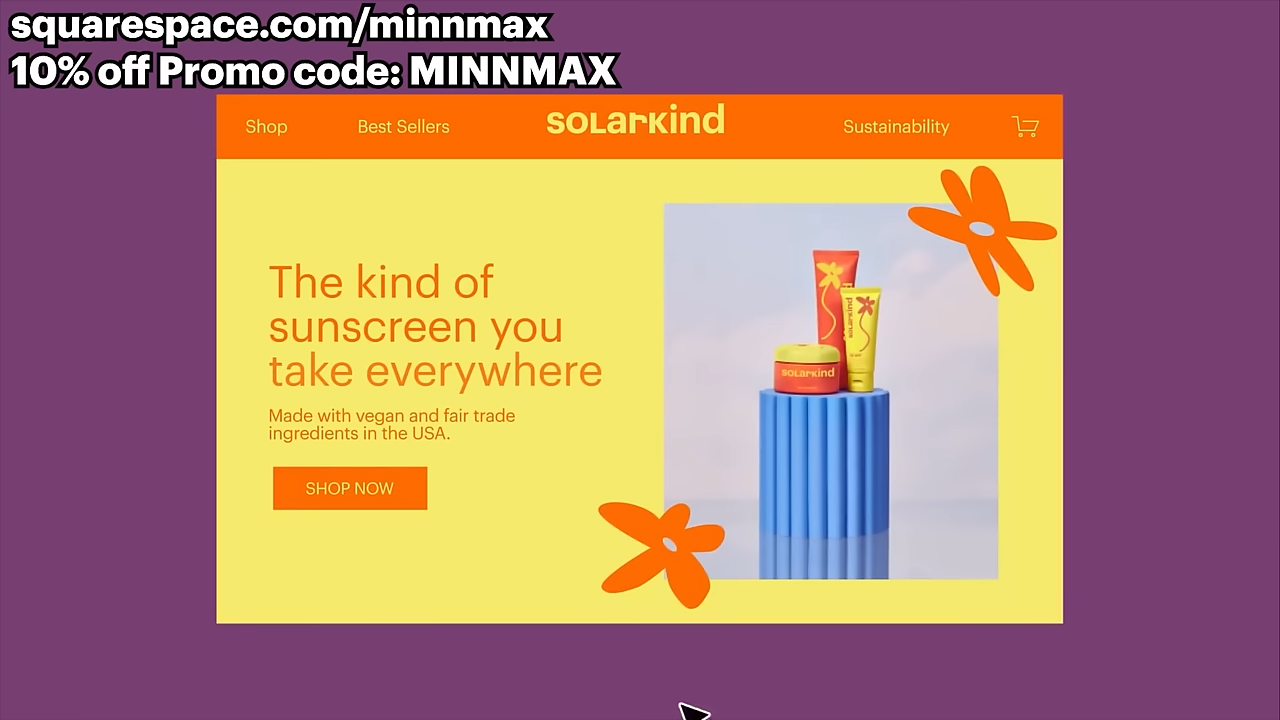 squarespace.com/minnmax
10% off Promo code: MINNMAX
Shop
Best Sellers
soLarkind
Sustainability
The kind of
sunscreen you
take everywhere
Made with vegan and fair trade
ingredients in the USA.
SHOP NOW
solarkind
solarkind